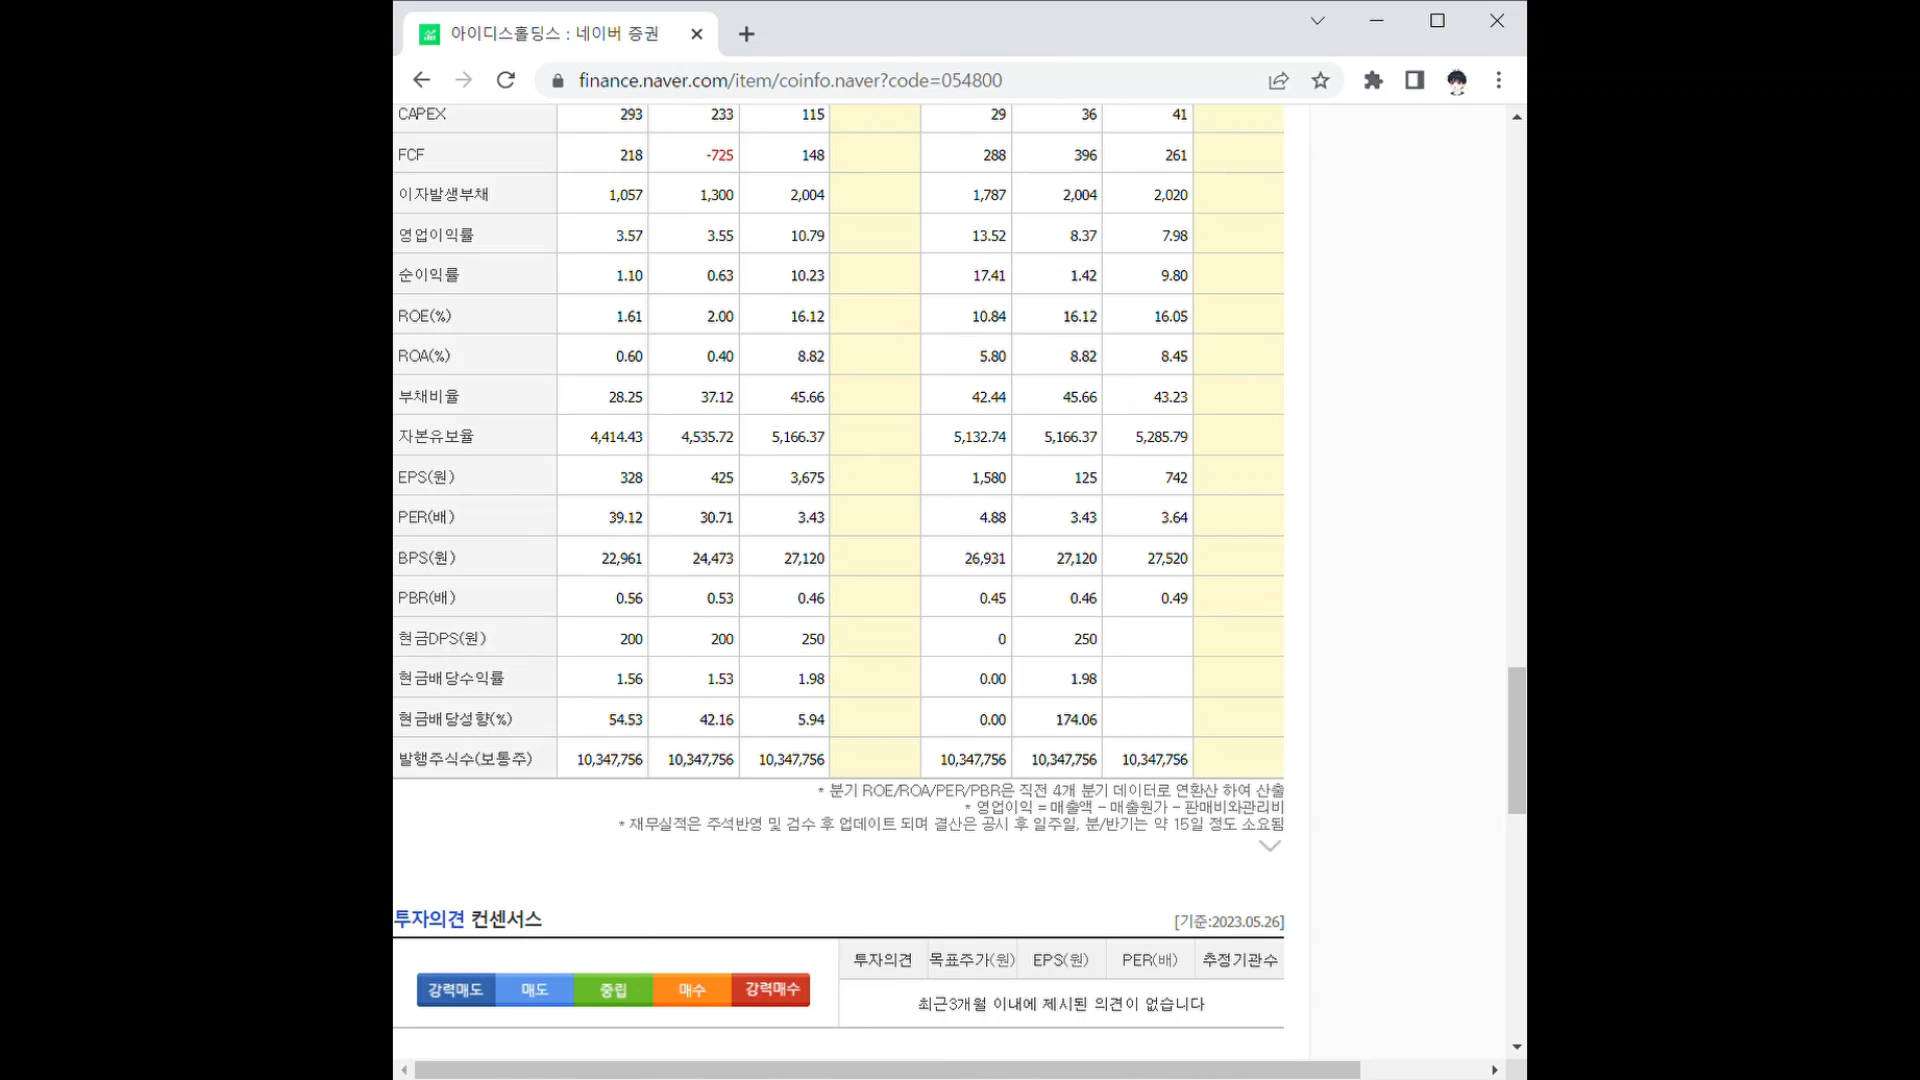 아이디스홀딩스 : 네이버 증권
finance.naver.com/item/coinfo.naver?code=054800
CAPEX 293 233 115 29 36 41
FCF 218 -725 148 288 396 261
이자발생부채 1,057 1,300 2,004 1,787 2,004 2,020
영업이익률 3.57 3.55 10.79 13.52 8.37 7.98
순이익률 1.10 0.63 10.23 17.41 1.42 9.80
ROE(%) 1.61 2.00 16.12 10.84 16.12 16.05
ROA(%) 0.60 0.40 8.82 5.80 8.82 8.45
부채비율 28.25 37.12 45.66 42.44 45.66 43.23
자본유보율 4,414.43 4,535.72 5,166.37 5,132.74 5,166.37 5,285.79
EPS(원) 328 425 3,675 1,580 125 742
PER(배) 39.12 30.71 3.43 4.88 3.43 3.64
BPS(원) 22,961 24,473 27,120 26,931 27,120 27,520
PBR(배) 0.56 0.53 0.46 0.45 0.46 0.49
현금DPS(원) 200 200 250 0 250
현금배당수익률 1.56 1.53 1.98 0.00 1.98
현금배당성향(%) 54.53 42.16 5.94 0.00 174.06
발행주식수(보통주) 10,347,756 10,347,756 10,347,756 10,347,756 10,347,756 10,347,756
* 분기 ROE/ROA/PER/PBR은 직전 4개 분기 데이터로 연환산 하여 산출
* 영업이익 = 매출액 - 매출원가 - 판매비와관리비
* 재무실적은 주석반영 및 검수 후 업데이트 되며 결산은 공시 후 일주일, 분/반기는 약 15일 정도 소요됨
투자의견 컨센서스 [기준:2023.05.26]
강력매도 매도 중립 매수 강력매수
투자의견 목표주가(원) EPS(원) PER(배) 추정기관수
최근3개월 이내에 제시된 의견이 없습니다